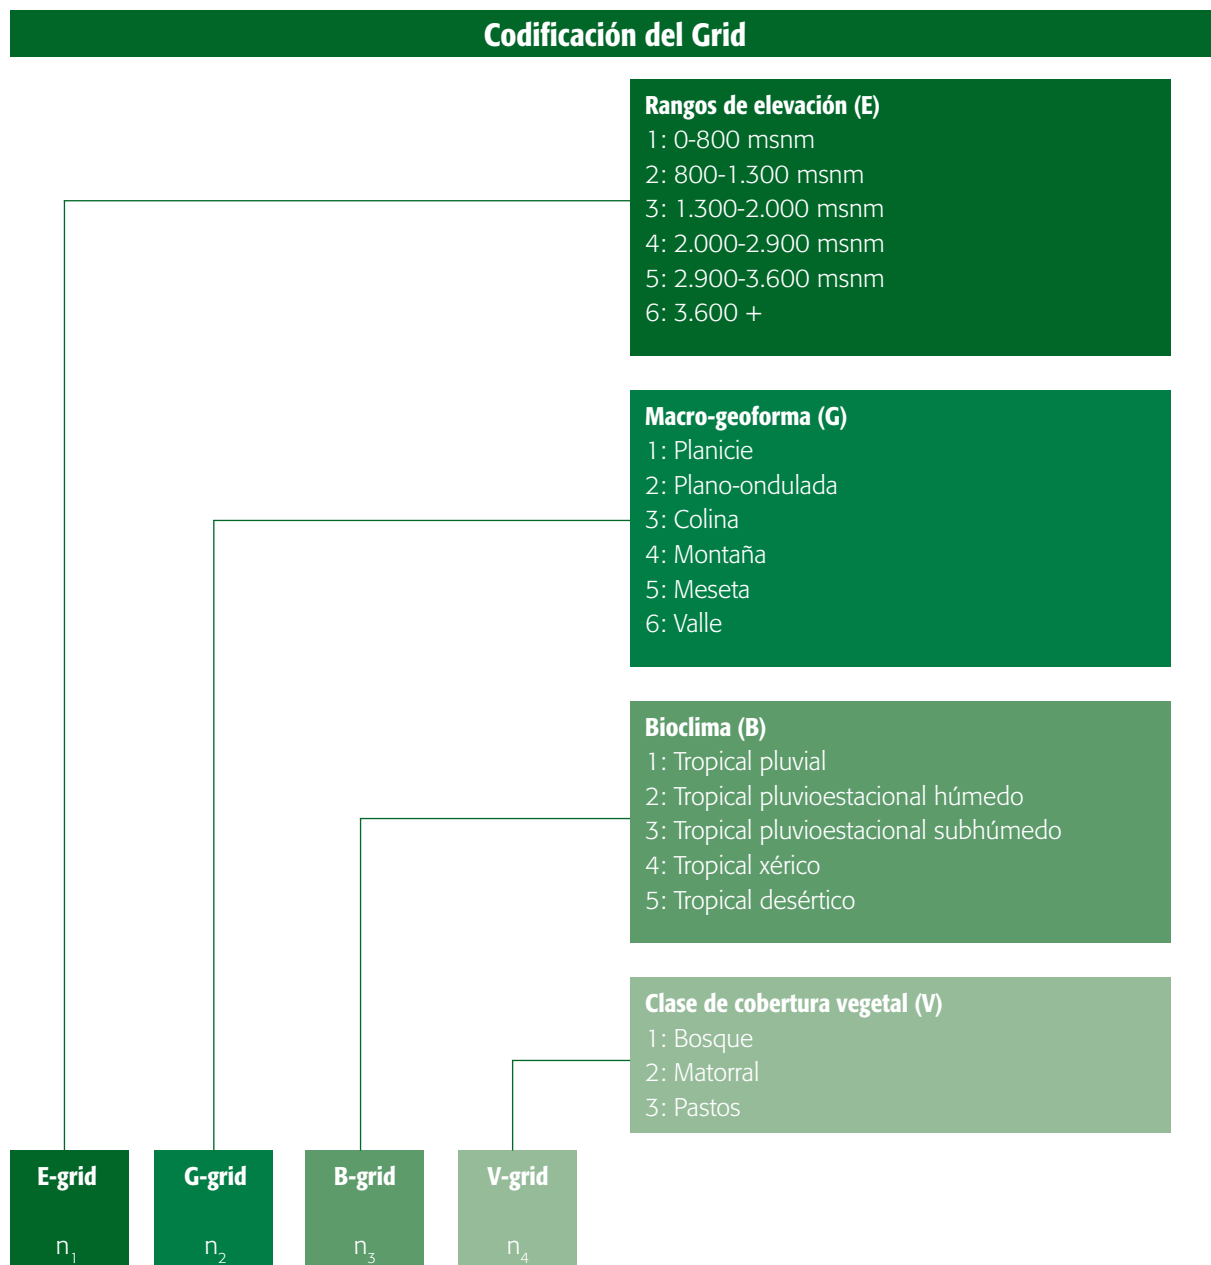 Codificación del Grid
Rangos de elevación (E)
1: 0-800 msnm
2: 800-1.300 msnm
3: 1.300-2.000 msnm
4: 2.000-2.900 msnm
5: 2.900-3.600 msnm
6: 3.600 +
Macro-geoforma (G)
1: Planicie
2: Plano-ondulada
3: Colina
4: Montaña
5: Meseta
6: Valle
Bioclima (B)
1: Tropical pluvial
2: Tropical pluvioestacional húmedo
3: Tropical pluvioestacional subhúmedo
4: Tropical xérico
5: Tropical desértico
Clase de cobertura vegetal (V)
1: Bosque
2: Matorral
3: Pastos
E-grid
n₁
G-grid
n₂
B-grid
n₃
V-grid
n₄